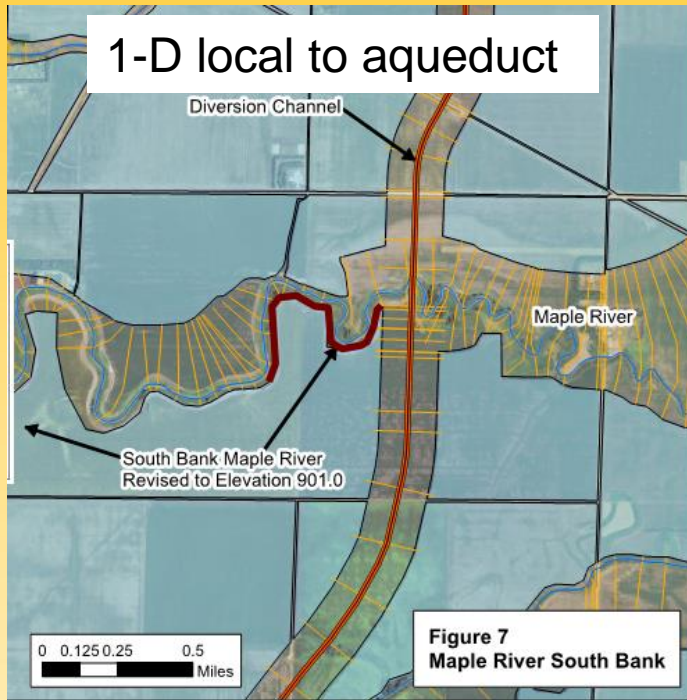 1-D local to aqueduct
Diversion Channel
Maple River
South Bank Maple River
Revised to Elevation 901.0
0 0.125 0.25 0.5
Miles
Figure 7
Maple River South Bank